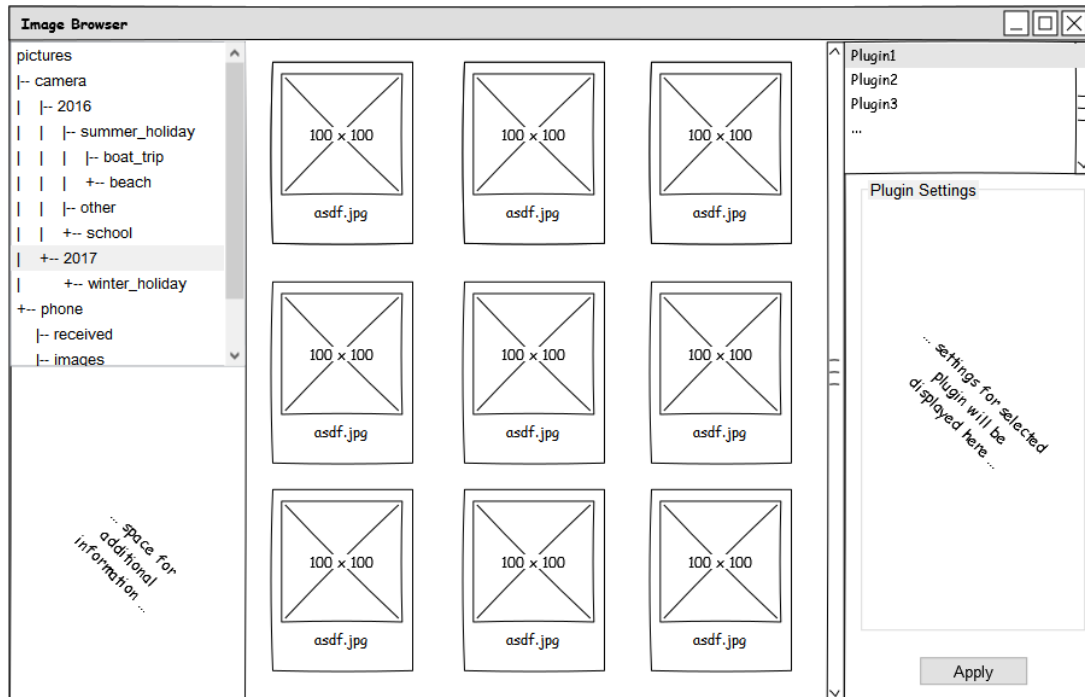 Image Browser
pictures
|-- camera
|   |-- 2016
|   |   |-- summer_holiday
|   |   |   |-- boat_trip
|   |   |   +-- beach
|   |   |-- other
|   |   +-- school
|   +-- 2017
|       +-- winter_holiday
+-- phone
    |-- received
    |-- images
... space for
additional
information ...
100 x 100
asdf.jpg
100 x 100
asdf.jpg
100 x 100
asdf.jpg
100 x 100
asdf.jpg
100 x 100
asdf.jpg
100 x 100
asdf.jpg
100 x 100
asdf.jpg
100 x 100
asdf.jpg
100 x 100
asdf.jpg
Plugin1
Plugin2
Plugin3
...
Plugin Settings
... settings for selected
plugin will be
displayed here ...
Apply